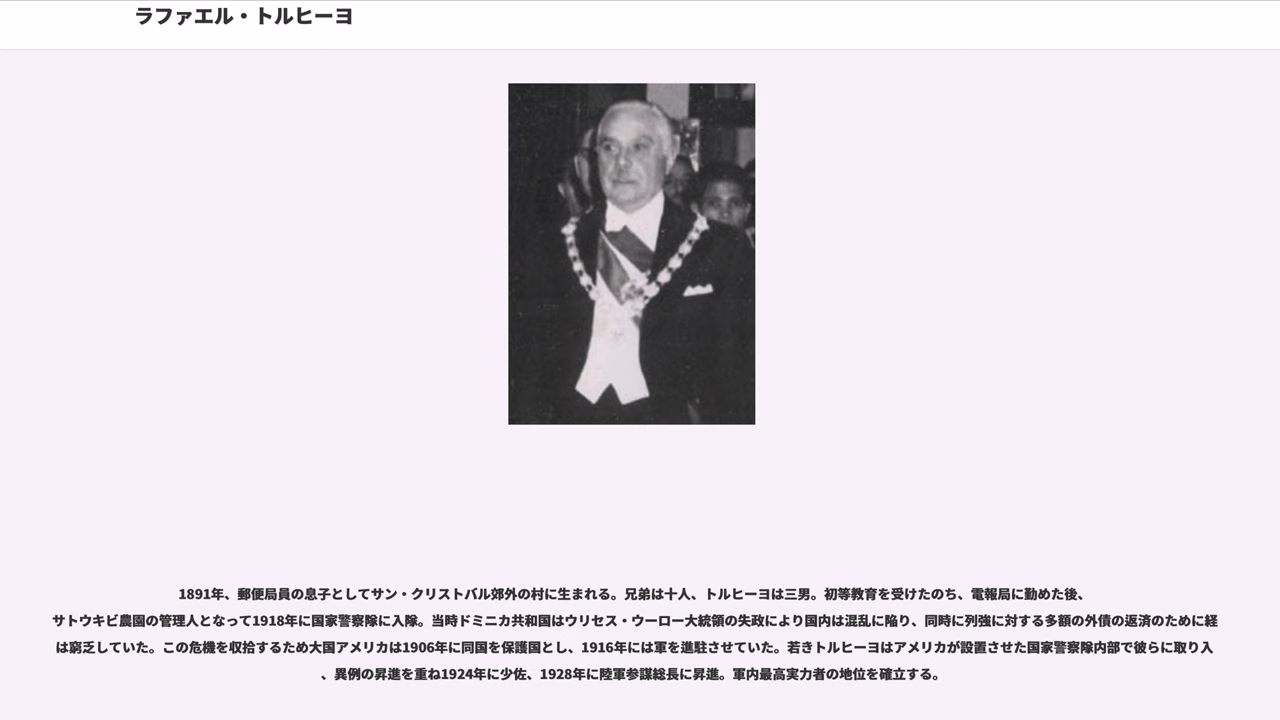 ラファエル・トルヒーヨ
1891年、郵便局員の息子としてサン・クリストバル郊外の村に生まれる。兄弟は十人、トルヒーヨは三男。初等教育を受けたのち、電報局に勤めた後、
サトウキビ農園の管理人となって1918年に国家警察隊に入隊。当時ドミニカ共和国はウリセス・ウーロー大統領の失政により国内は混乱に陥り、同時に列強に対する多額の外債の返済のために経
は窮乏していた。この危機を収拾するため大国アメリカは1906年に同国を保護国とし、1916年には軍を進駐させていた。若きトルヒーヨはアメリカが設置させた国家警察隊内部で彼らに取り入
、異例の昇進を重ね1924年に少佐、1928年に陸軍参謀総長に昇進。軍内最高実力者の地位を確立する。